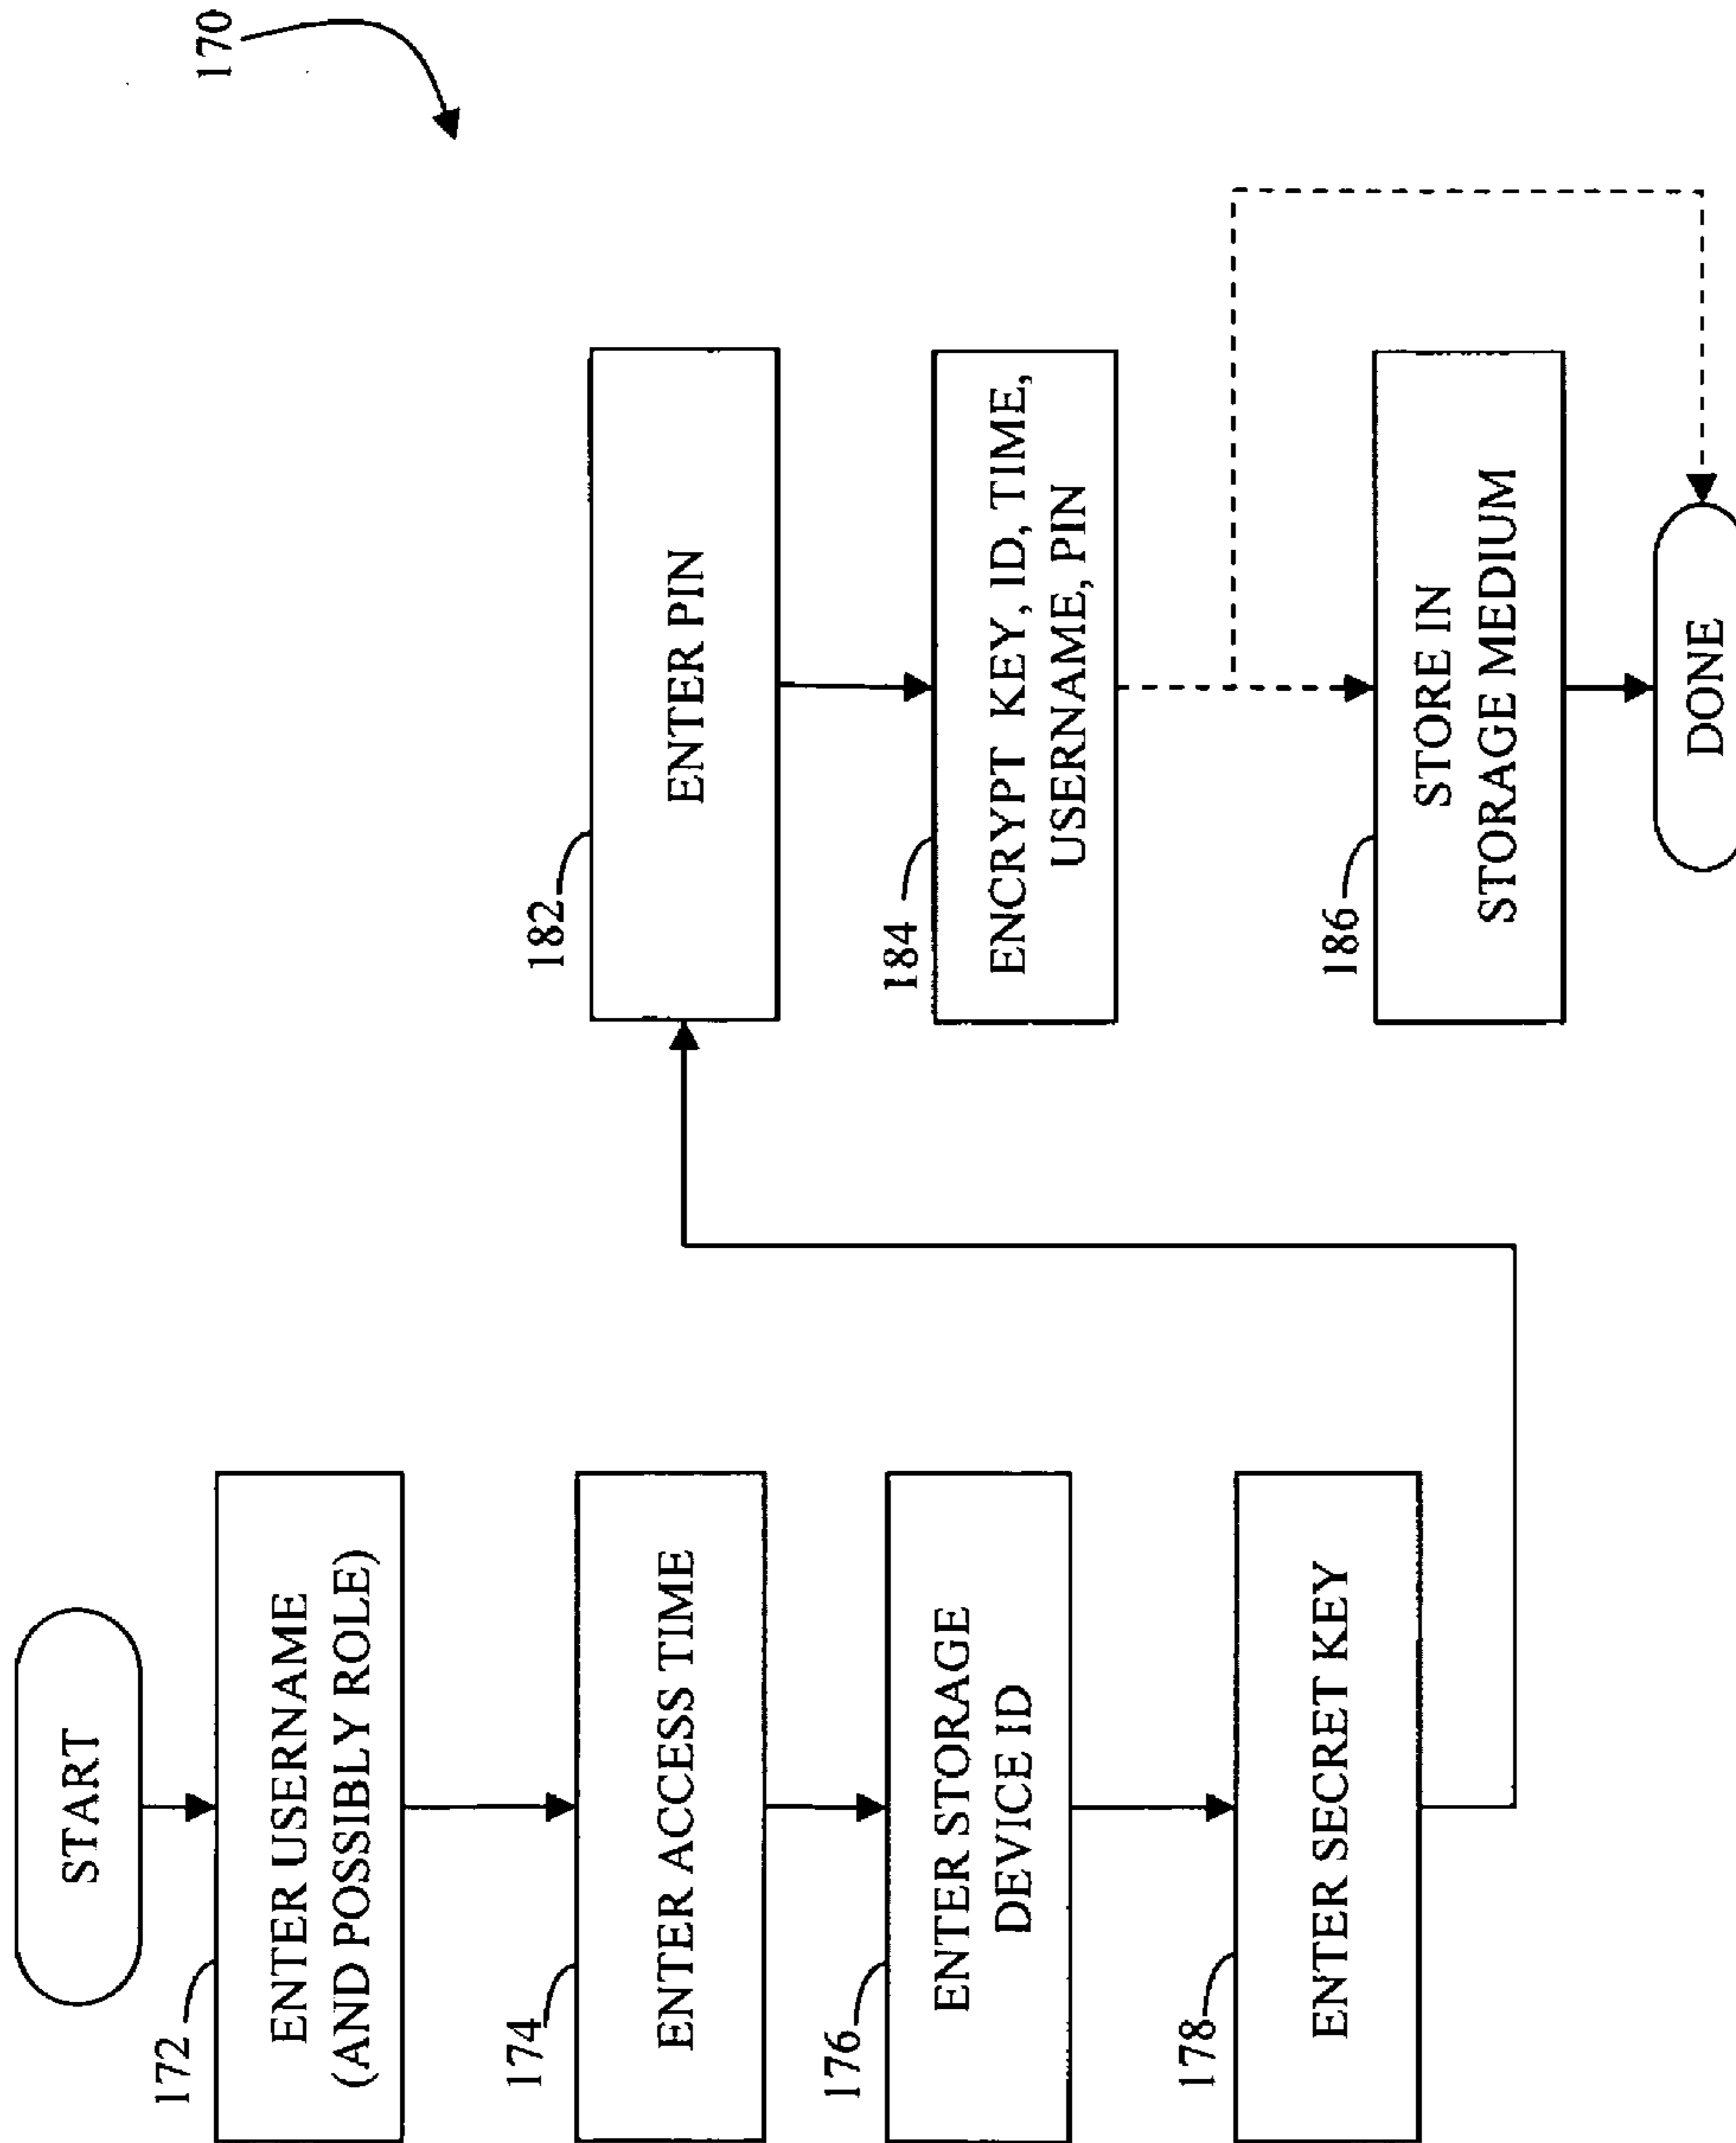 170
START
172
ENTER USERNAME
(AND POSSIBLY ROLE)
174
ENTER ACCESS TIME
176
ENTER STORAGE
DEVICE ID
178
ENTER SECRET KEY
182
ENTER PIN
184
ENCRYPT KEY, ID, TIME,
USERNAME, PIN
186
STORE IN
STORAGE MEDIUM
DONE